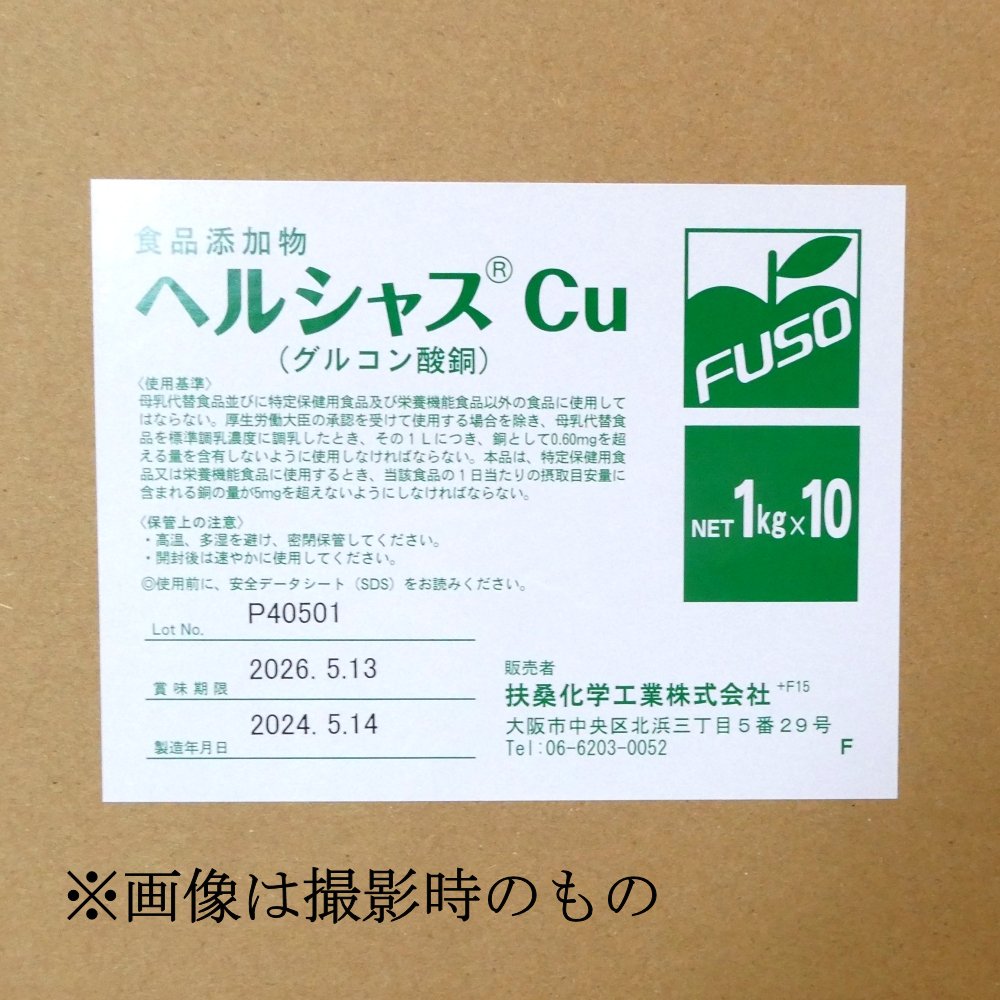 食品添加物
ヘルシャス® Cu
(グルコン酸銅)
FUSO
NET 1kg×10
〈使用基準〉
母乳代替食品並びに特定保健用食品及び栄養機能食品以外の食品に使用して
はならない。厚生労働大臣の承認を受けて使用する場合を除き、母乳代替食
品を標準調乳濃度に調乳したとき、その1Lにつき、銅として0.60mgを超
える量を含有しないように使用しなければならない。本品は、特定保健用食
品又は栄養機能食品に使用するとき、当該食品の1日当たりの摂取目安量に
含まれる銅の量が5mgを超えないようにしなければならない。
〈保管上の注意〉
・高温、多湿を避け、密閉保管してください。
・開封後は速やかに使用してください。
◎使用前に、安全データシート(SDS)をお読みください。
Lot No. P40501
賞味期限 2026. 5.13
製造年月日 2024. 5.14
販売者
扶桑化学工業株式会社 +F15
大阪市中央区北浜三丁目5番29号
Tel:06-6203-0052
F
※画像は撮影時のもの